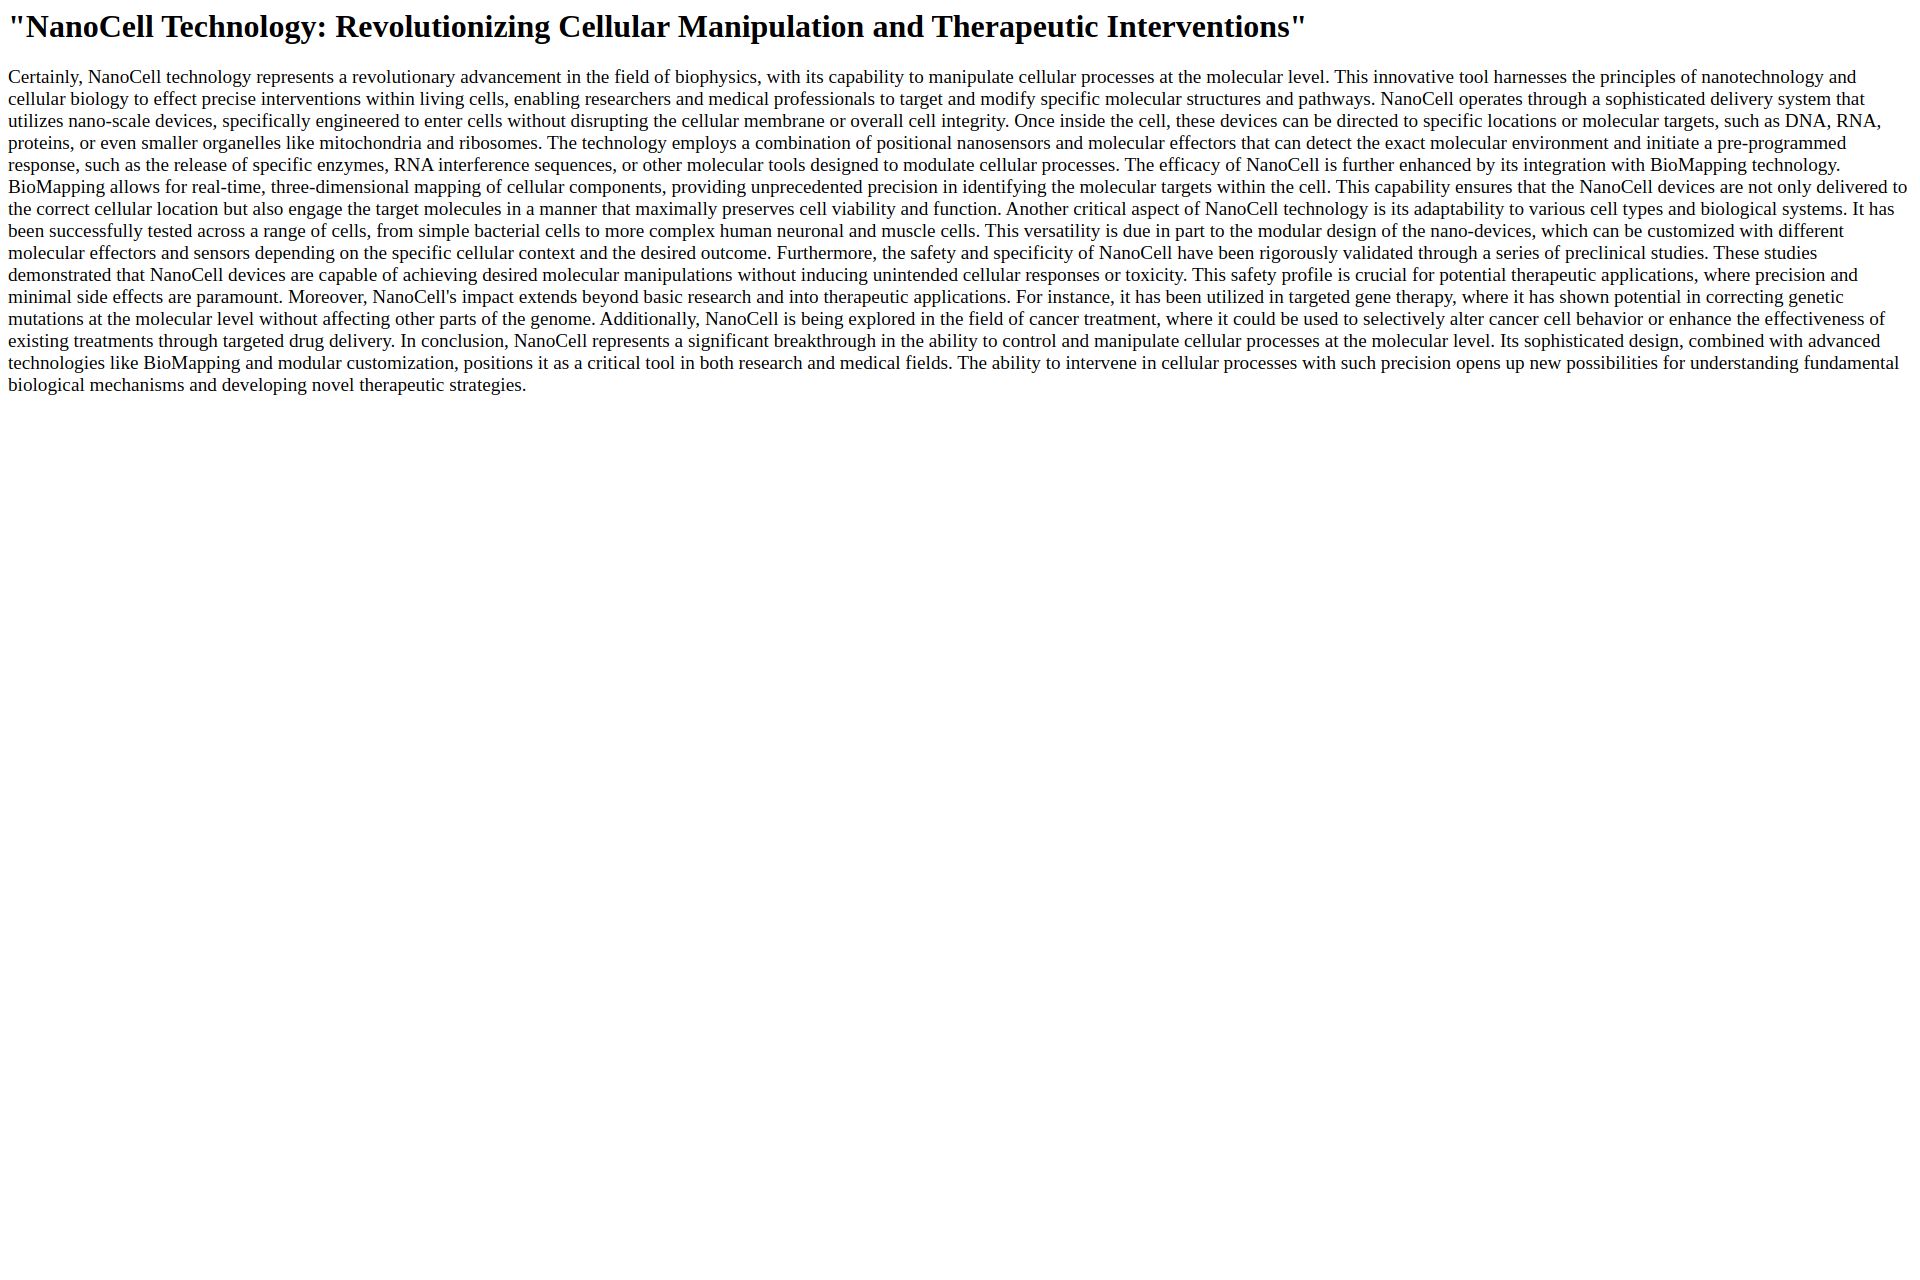 "NanoCell Technology: Revolutionizing Cellular Manipulation and Therapeutic Interventions"
Certainly, NanoCell technology represents a revolutionary advancement in the field of biophysics, with its capability to manipulate cellular processes at the molecular level. This innovative tool harnesses the principles of nanotechnology and
cellular biology to effect precise interventions within living cells, enabling researchers and medical professionals to target and modify specific molecular structures and pathways. NanoCell operates through a sophisticated delivery system that
utilizes nano-scale devices, specifically engineered to enter cells without disrupting the cellular membrane or overall cell integrity. Once inside the cell, these devices can be directed to specific locations or molecular targets, such as DNA, RNA,
proteins, or even smaller organelles like mitochondria and ribosomes. The technology employs a combination of positional nanosensors and molecular effectors that can detect the exact molecular environment and initiate a pre-programmed
response, such as the release of specific enzymes, RNA interference sequences, or other molecular tools designed to modulate cellular processes. The efficacy of NanoCell is further enhanced by its integration with BioMapping technology.
BioMapping allows for real-time, three-dimensional mapping of cellular components, providing unprecedented precision in identifying the molecular targets within the cell. This capability ensures that the NanoCell devices are not only delivered to
the correct cellular location but also engage the target molecules in a manner that maximally preserves cell viability and function. Another critical aspect of NanoCell technology is its adaptability to various cell types and biological systems. It has
been successfully tested across a range of cells, from simple bacterial cells to more complex human neuronal and muscle cells. This versatility is due in part to the modular design of the nano-devices, which can be customized with different
molecular effectors and sensors depending on the specific cellular context and the desired outcome. Furthermore, the safety and specificity of NanoCell have been rigorously validated through a series of preclinical studies. These studies
demonstrated that NanoCell devices are capable of achieving desired molecular manipulations without inducing unintended cellular responses or toxicity. This safety profile is crucial for potential therapeutic applications, where precision and
minimal side effects are paramount. Moreover, NanoCell's impact extends beyond basic research and into therapeutic applications. For instance, it has been utilized in targeted gene therapy, where it has shown potential in correcting genetic
mutations at the molecular level without affecting other parts of the genome. Additionally, NanoCell is being explored in the field of cancer treatment, where it could be used to selectively alter cancer cell behavior or enhance the effectiveness of
existing treatments through targeted drug delivery. In conclusion, NanoCell represents a significant breakthrough in the ability to control and manipulate cellular processes at the molecular level. Its sophisticated design, combined with advanced
technologies like BioMapping and modular customization, positions it as a critical tool in both research and medical fields. The ability to intervene in cellular processes with such precision opens up new possibilities for understanding fundamental
biological mechanisms and developing novel therapeutic strategies.